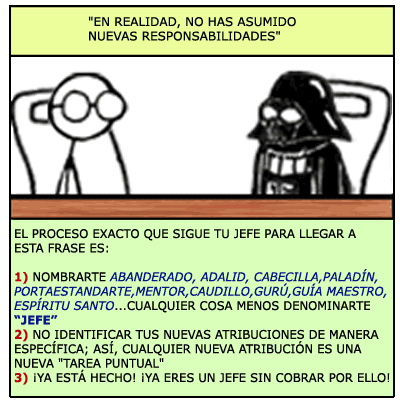 "EN REALIDAD, NO HAS ASUMIDO
NUEVAS RESPONSABILIDADES"
EL PROCESO EXACTO QUE SIGUE TU JEFE PARA LLEGAR A
ESTA FRASE ES:
1) NOMBRARTE ABANDERADO, ADALID, CABECILLA,PALADÍN,
PORTAESTANDARTE,MENTOR,CAUDILLO,GURÚ,GUÍA MAESTRO,
ESPÍRITU SANTO...CUALQUIER COSA MENOS DENOMINARTE
“JEFE”
2) NO IDENTIFICAR TUS NUEVAS ATRIBUCIONES DE MANERA
ESPECÍFICA; ASÍ, CUALQUIER NUEVA ATRIBUCIÓN ES UNA
NUEVA "TAREA PUNTUAL"
3) ¡YA ESTÁ HECHO! ¡YA ERES UN JEFE SIN COBRAR POR ELLO!